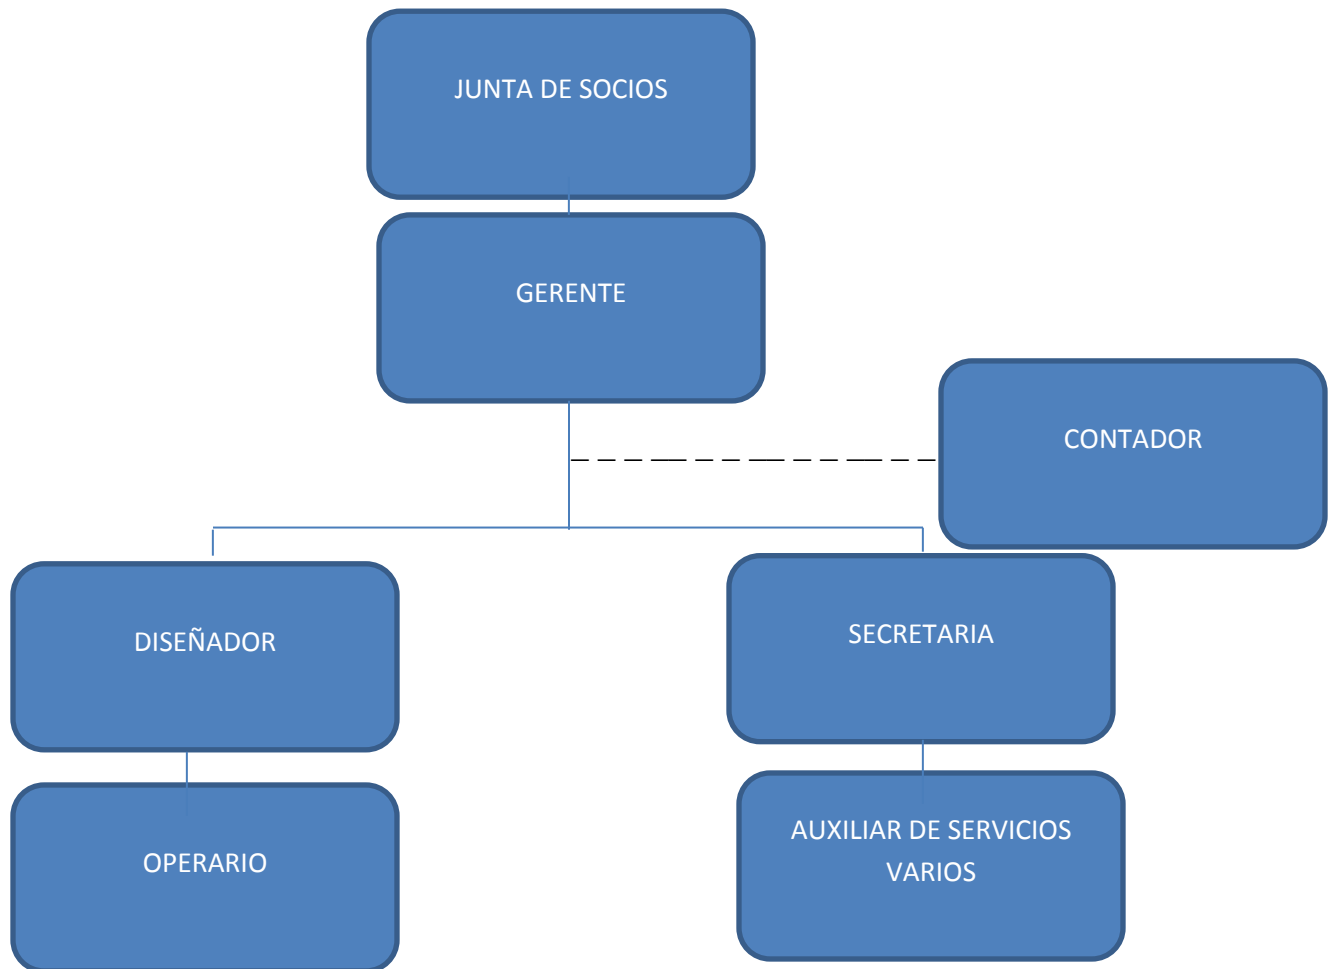 JUNTA DE SOCIOS
GERENTE
CONTADOR
DISEÑADOR
SECRETARIA
OPERARIO
AUXILIAR DE SERVICIOS
VARIOS